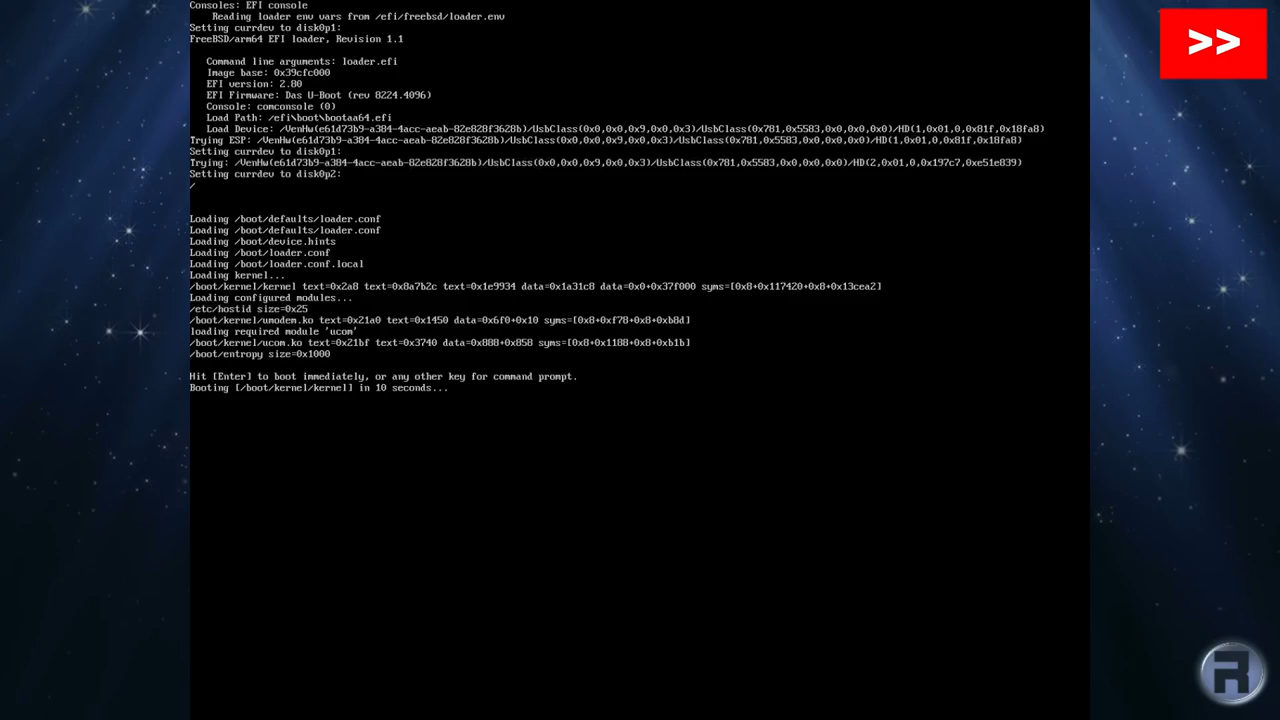 Consoles: EFI console
Reading loader env vars from /efi/freebsd/loader.env
Setting currdev to disk0p1:
FreeBSD/arm64 EFI loader, Revision 1.1
Command line arguments: loader.efi
Image base: 0x39cfc000
EFI version: 2.80
EFI Firmware: Das U-Boot (rev 8224.4096)
Console: comconsole (0)
Load Path: /efi\boot\bootaa64.efi
Load Device: /VenHw(e61d73b9-a384-4acc-aeab-82e828f3628b)/UsbClass(0x0,0x0,0x9,0x0,0x3)/UsbClass(0x781,0x5583,0x0,0x0,0x0)/HD(1,0x01,0,0x81f,0x18fa8)
Trying ESP: /VenHw(e61d73b9-a384-4acc-aeab-82e828f3628b)/UsbClass(0x0,0x0,0x9,0x0,0x3)/UsbClass(0x781,0x5583,0x0,0x0,0x0)/HD(1,0x01,0,0x81f,0x18fa8)
Setting currdev to disk0p1:
Trying: /VenHw(e61d73b9-a384-4acc-aeab-82e828f3628b)/UsbClass(0x0,0x0,0x9,0x0,0x3)/UsbClass(0x781,0x5583,0x0,0x0,0x0)/HD(2,0x01,0,0x197c7,0xe51e839)
Setting currdev to disk0p2:
/
Loading /boot/defaults/loader.conf
Loading /boot/defaults/loader.conf
Loading /boot/device.hints
Loading /boot/loader.conf
Loading /boot/loader.conf.local
Loading kernel...
/boot/kernel/kernel text=0x2a8 text=0x8a7b2c text=0x1e9934 data=0x1a31c8 data=0x0+0x37f000 syms=[0x8+0x117420+0x8+0x13cea2]
Loading configured modules...
/etc/hostid size=0x25
/boot/kernel/umodem.ko text=0x21a0 text=0x1450 data=0x6f0+0x10 syms=[0x8+0xf78+0x8+0xb8d]
loading required module 'ucom'
/boot/kernel/ucom.ko text=0x21bf text=0x3740 data=0x888+0x858 syms=[0x8+0x1188+0x8+0xb1b]
/boot/entropy size=0x1000
Hit [Enter] to boot immediately, or any other key for command prompt.
Booting [/boot/kernel/kernel] in 10 seconds...
>>
R